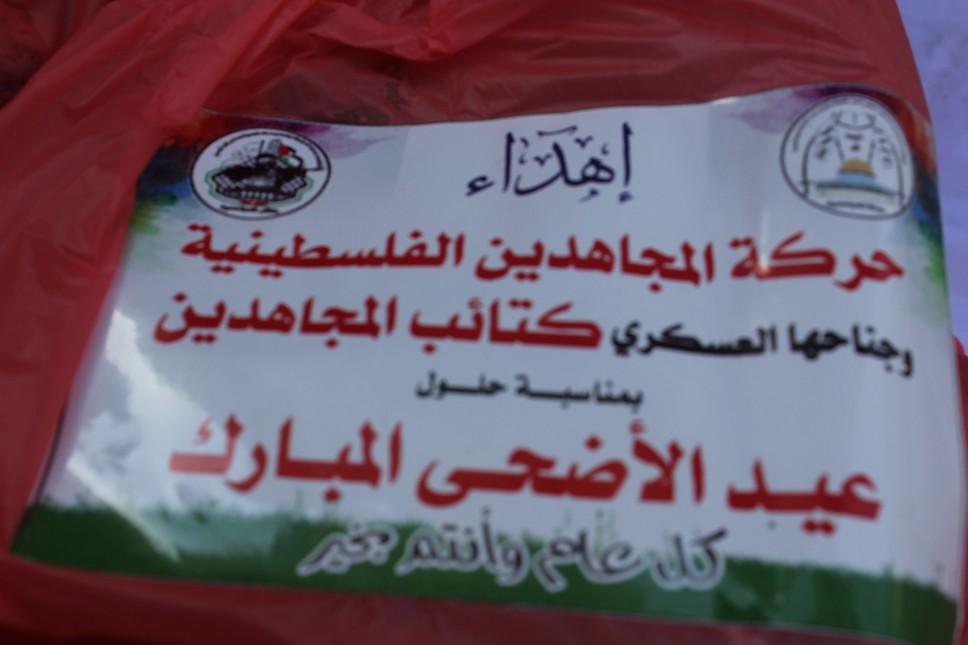 إهداء
حركة المجاهدين الفلسطينية
وجناحها العسكري كتائب المجاهدين
بمناسبة حلول
عيد الأضحى المبارك
كل عام وأنتم بخير